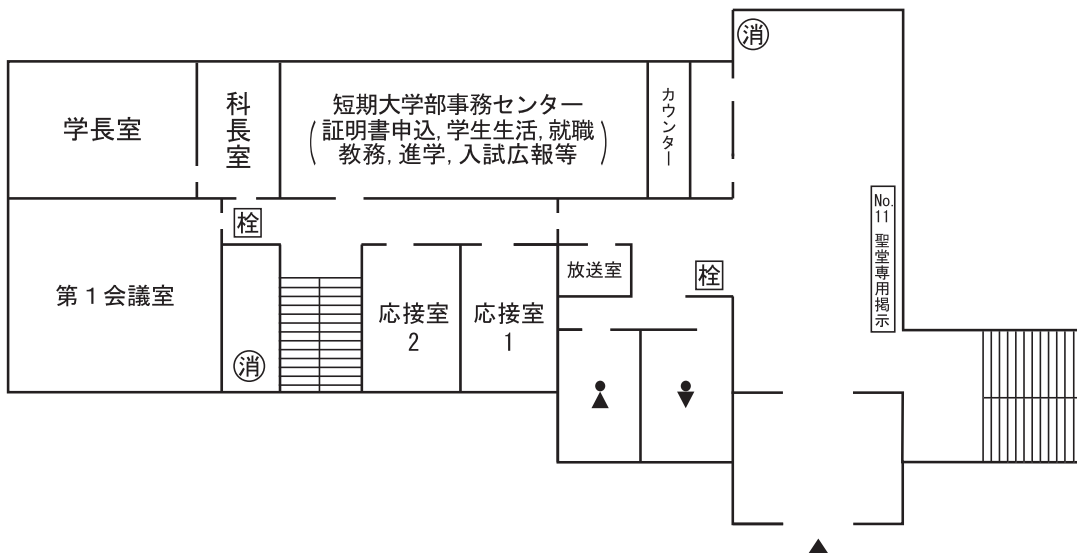 消
学長室
科長室
短期大学部事務センター
(証明書申込, 学生生活, 就職
教務, 進学, 入試広報等)
カウンター
No.11 聖堂専用掲示
栓
放送室
栓
第1会議室
応接室
2
応接室
1
消